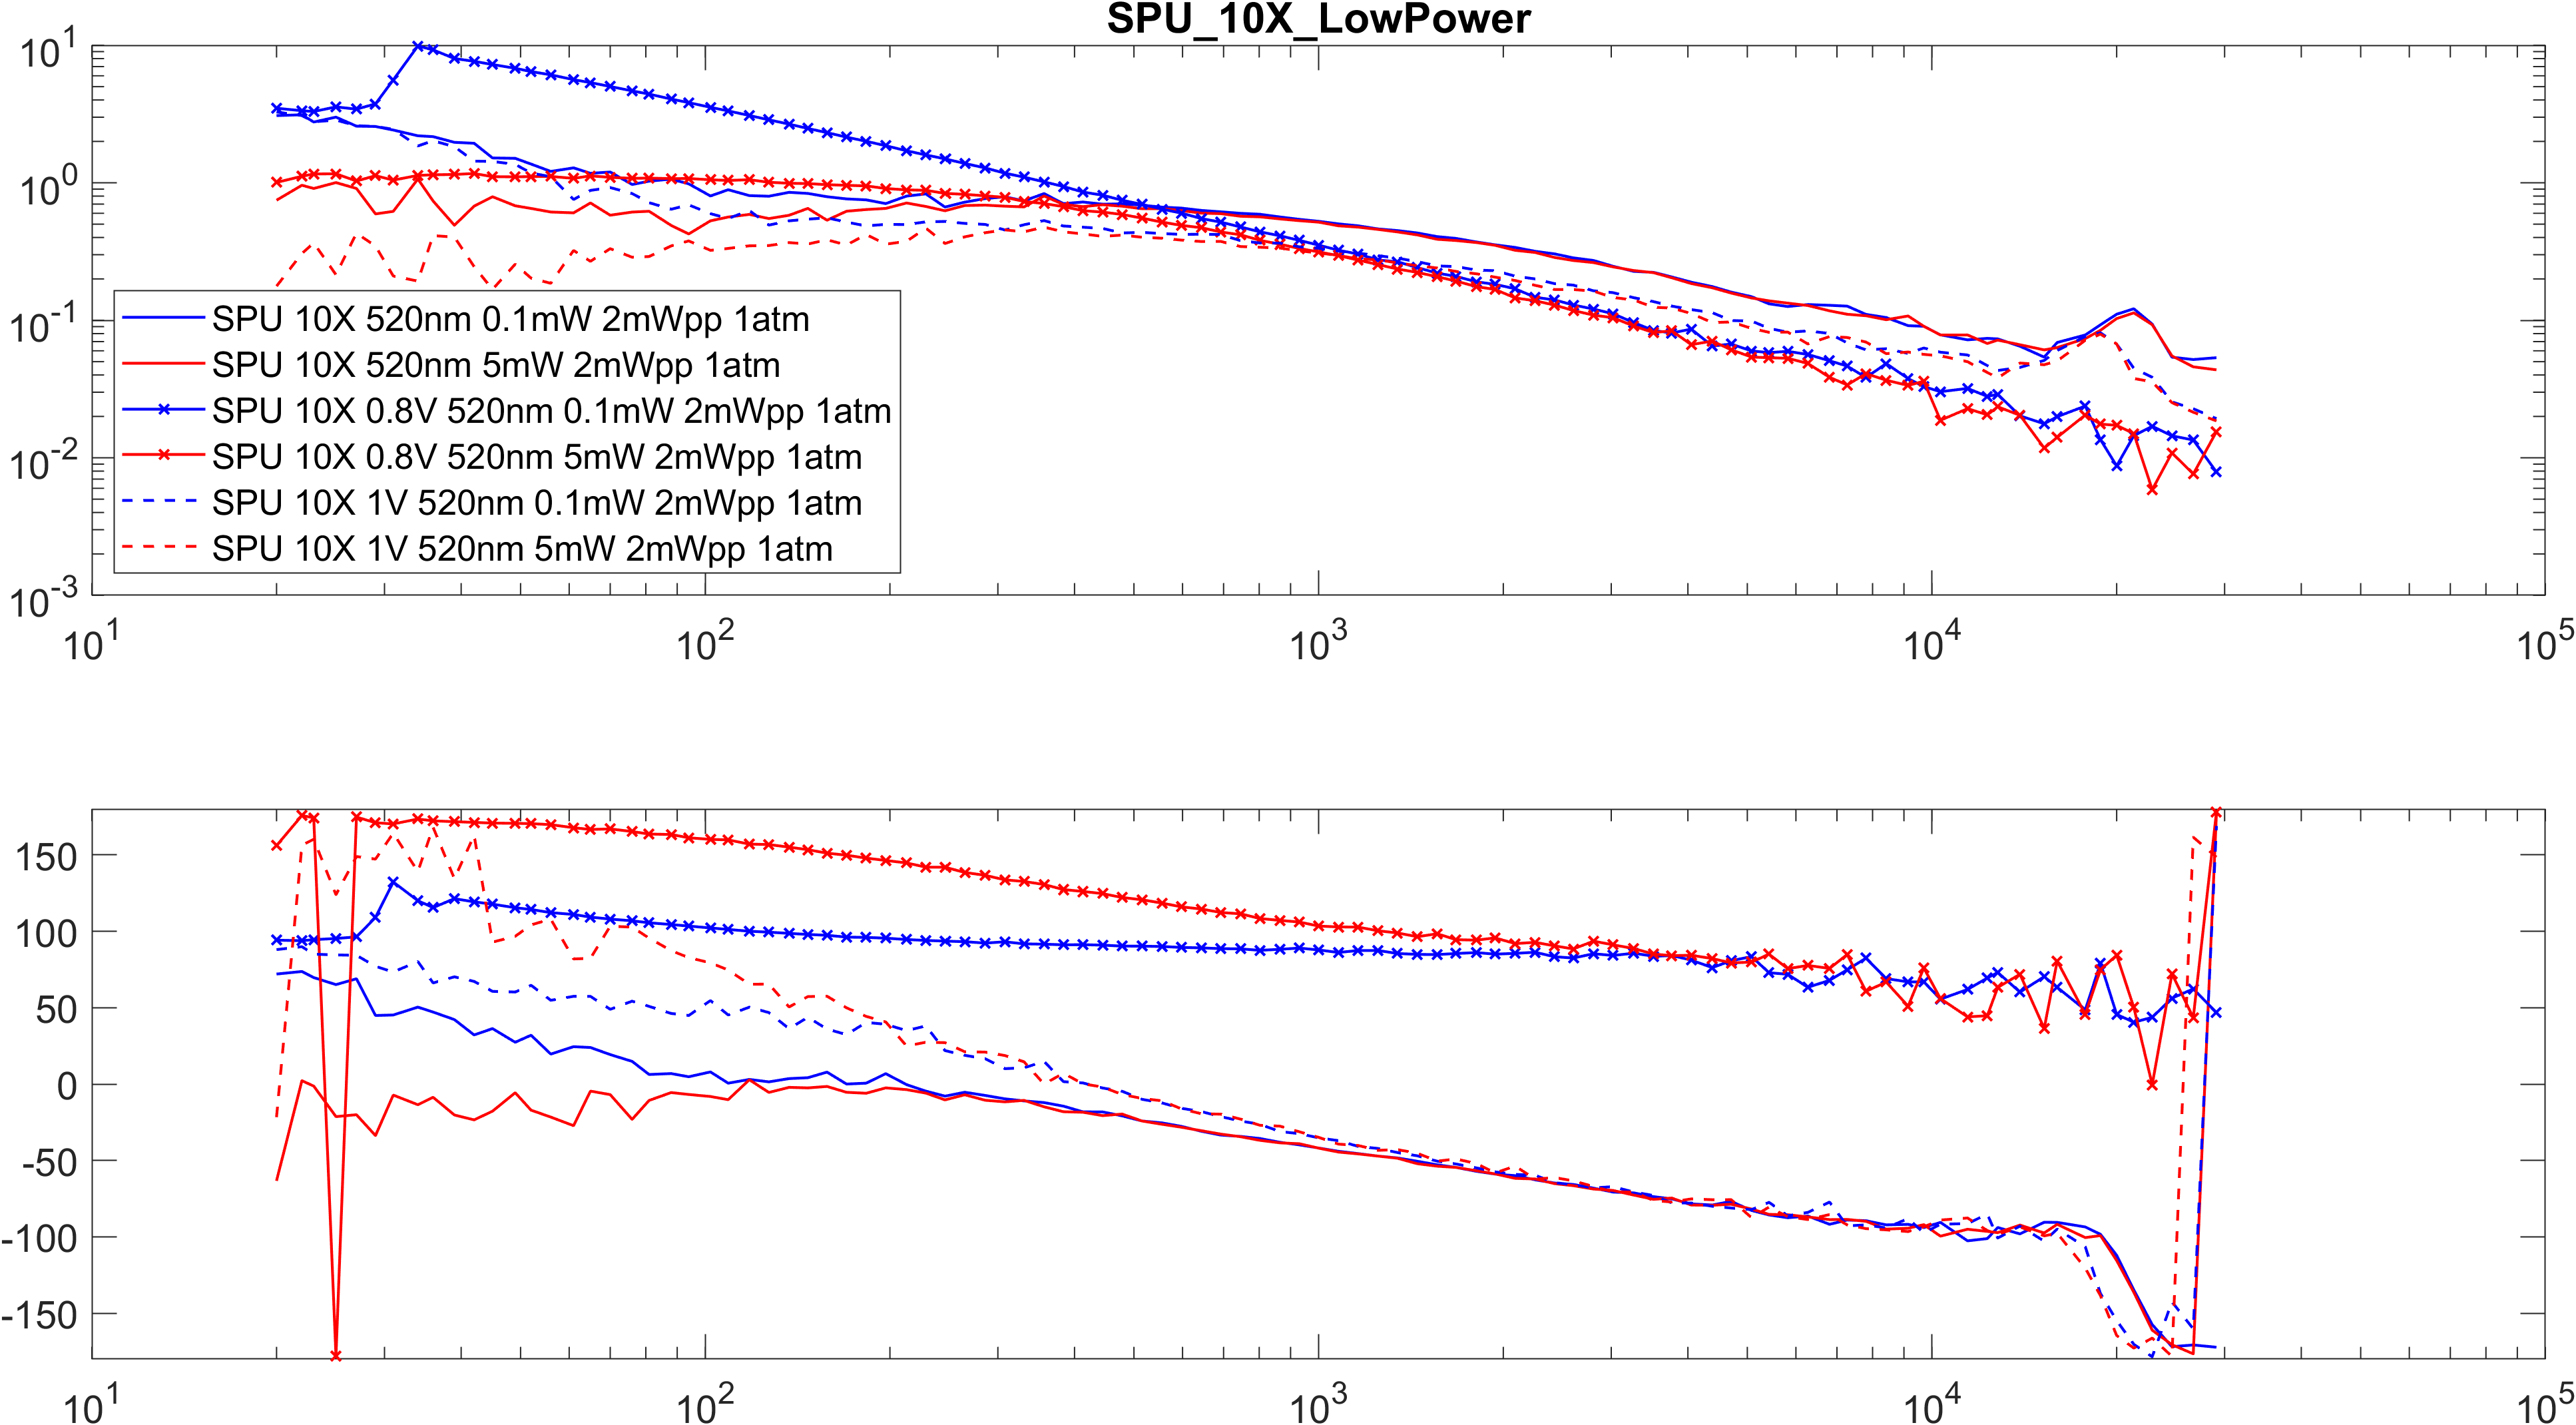 SPU_10X_LowPower
10^1
10^0
10^-1
10^-2
10^-3
SPU 10X 520nm 0.1mW 2mWpp 1atm
SPU 10X 520nm 5mW 2mWpp 1atm
SPU 10X 0.8V 520nm 0.1mW 2mWpp 1atm
SPU 10X 0.8V 520nm 5mW 2mWpp 1atm
SPU 10X 1V 520nm 0.1mW 2mWpp 1atm
SPU 10X 1V 520nm 5mW 2mWpp 1atm
10^1 10^2 10^3 10^4 10^5
150
100
50
0
-50
-100
-150
10^1 10^2 10^3 10^4 10^5